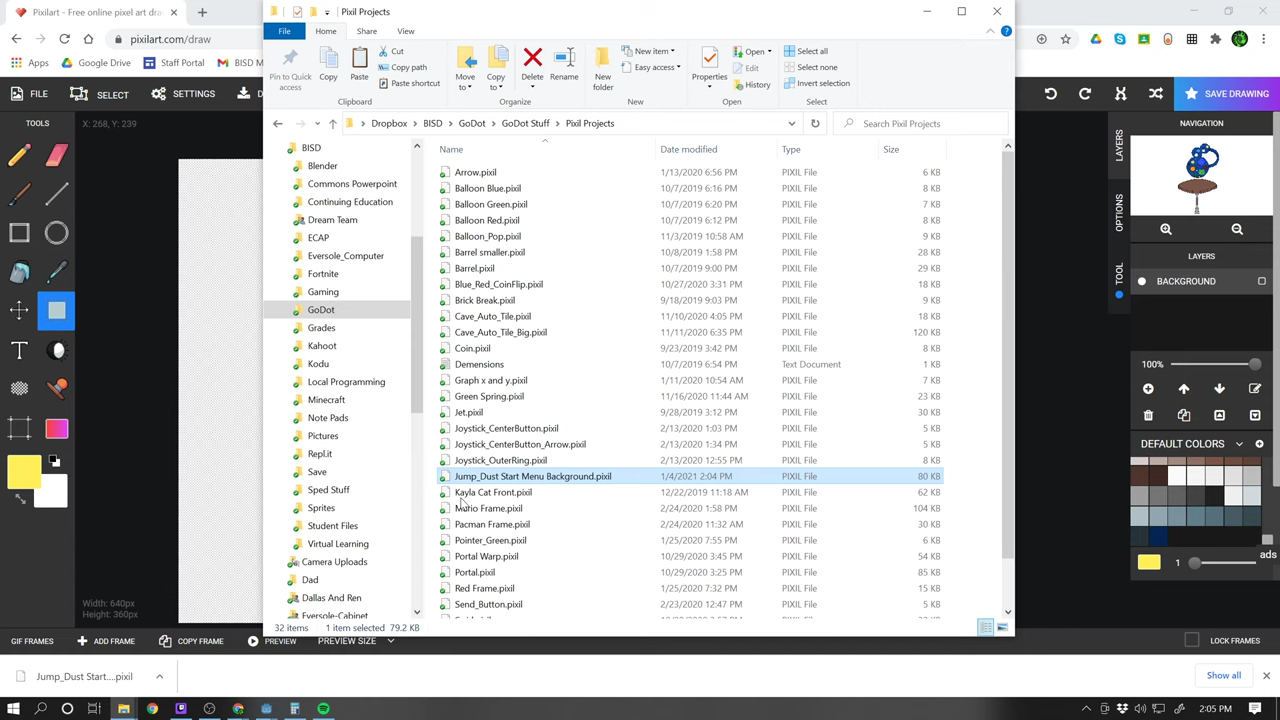 Pixilart - Free online pixel art draw
Pixil Projects
pixilart.com/draw
File
Home
Share
View
Apps
Google Drive
Staff Portal
BISD M
Pin to Quick
access
Copy
Paste
Cut
Copy path
Paste shortcut
Move
to
Copy
to
Delete
Rename
New
folder
New item
Easy access
Properties
Open
Edit
History
Select all
Select none
Invert selection
Clipboard
Organize
New
Open
Select
FILE
SELECT
SETTINGS
SAVE DRAWING
TOOLS
X: 268, Y: 239
Dropbox
BISD
GoDot
GoDot Stuff
Pixil Projects
Search Pixil Projects
NAVIGATION
LAYERS
OPTIONS
TOOL
Name
Date modified
Type
Size
BISD
Blender
Commons Powerpoint
Continuing Education
Dream Team
ECAP
Eversole_Computer
Fortnite
Gaming
GoDot
Grades
Kahoot
Kodu
Local Programming
Minecraft
Note Pads
Pictures
Repl.it
Save
Sped Stuff
Sprites
Student Files
Virtual Learning
Camera Uploads
Dad
Dallas And Ren
Eversole-Cabinet
Arrow.pixil 1/13/2020 6:56 PM PIXIL File 6 KB
Balloon Blue.pixil 10/7/2019 6:16 PM PIXIL File 8 KB
Balloon Green.pixil 10/7/2019 6:20 PM PIXIL File 7 KB
Balloon Red.pixil 10/7/2019 6:12 PM PIXIL File 8 KB
Balloon_Pop.pixil 11/3/2019 10:58 AM PIXIL File 9 KB
Barrel smaller.pixil 10/8/2019 1:58 PM PIXIL File 28 KB
Barrel.pixil 10/7/2019 9:00 PM PIXIL File 29 KB
Blue_Red_CoinFlip.pixil 10/27/2020 3:31 PM PIXIL File 8 KB
Brick Break.pixil 9/18/2019 9:03 PM PIXIL File 9 KB
Cave_Auto_Tile.pixil 11/10/2020 4:05 PM PIXIL File 18 KB
Cave_Auto_Tile_Big.pixil 11/11/2020 6:35 PM PIXIL File 120 KB
Coin.pixil 9/23/2019 3:42 PM PIXIL File 8 KB
Demensions 10/7/2019 6:54 PM Text Document 1 KB
Graph x and y.pixil 1/11/2020 10:54 AM PIXIL File 7 KB
Green Spring.pixil 11/16/2020 11:44 AM PIXIL File 23 KB
Jet.pixil 9/28/2019 3:12 PM PIXIL File 30 KB
Joystick_CenterButton.pixil 2/13/2020 1:03 PM PIXIL File 5 KB
Joystick_CenterButton_Arrow.pixil 2/13/2020 1:34 PM PIXIL File 5 KB
Joystick_OuterRing.pixil 2/13/2020 12:55 PM PIXIL File 8 KB
Jump_Dust Start Menu Background.pixil 1/4/2021 2:04 PM PIXIL File 80 KB
Kayla Cat Front.pixil 12/22/2019 11:18 AM PIXIL File 62 KB
Mario Frame.pixil 2/24/2020 1:58 PM PIXIL File 104 KB
Pacman Frame.pixil 2/24/2020 11:32 AM PIXIL File 30 KB
Pointer_Green.pixil 1/25/2020 7:55 PM PIXIL File 6 KB
Portal Warp.pixil 10/29/2020 3:45 PM PIXIL File 54 KB
Portal.pixil 10/29/2020 3:25 PM PIXIL File 85 KB
Red Frame.pixil 1/25/2020 7:32 PM PIXIL File 15 KB
Send_Button.pixil 2/23/2020 12:47 PM PIXIL File 5 KB
32 items
1 item selected 79.2 KB
LAYERS
BACKGROUND
100%
DEFAULT COLORS
ads
1
Width: 640px
Height: 360px
GIF FRAMES
ADD FRAME
COPY FRAME
PREVIEW
PREVIEW SIZE
LOCK FRAMES
Jump_Dust Start....pixil
Show all
2:05 PM